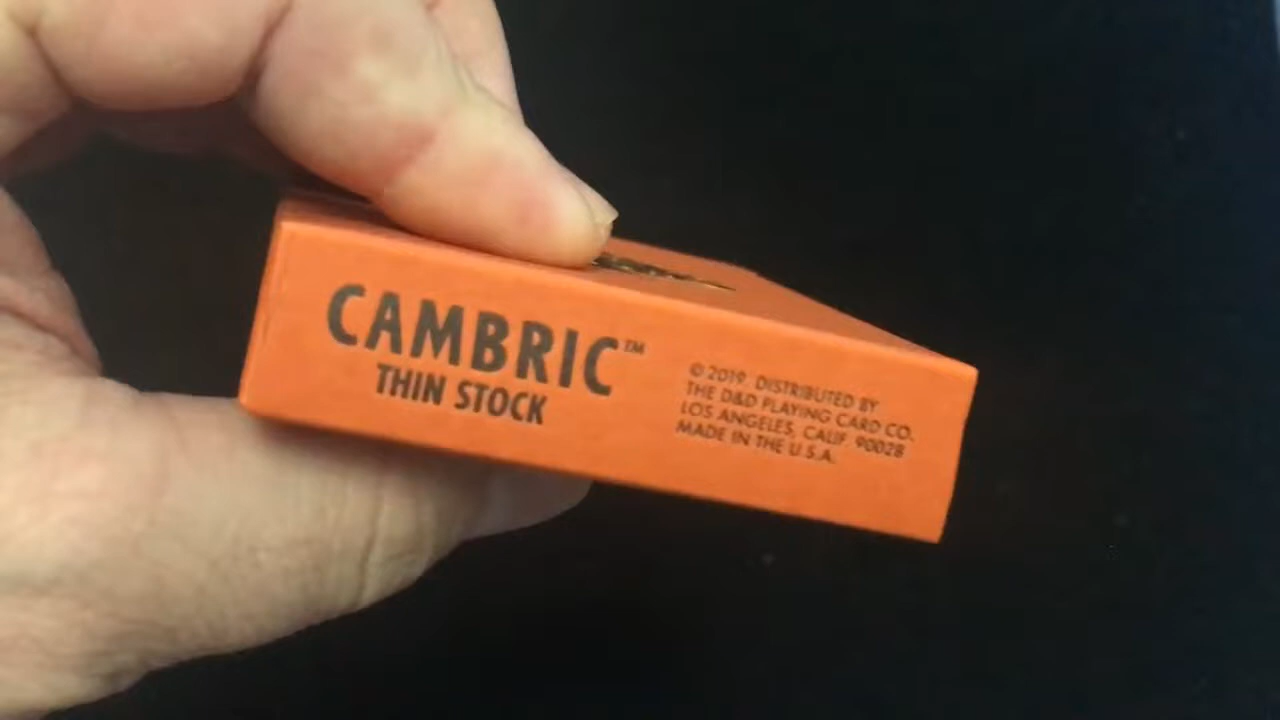 CAMBRIC™
THIN STOCK
© 2019. DISTRIBUTED BY
THE D&D PLAYING CARD CO.
LOS ANGELES, CALIF. 90028
MADE IN THE U.S.A.